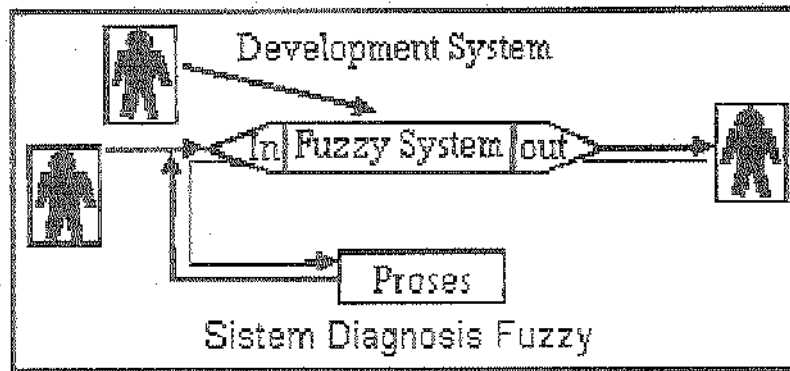 Development System
In Fuzzy System out
Proses
Sistem Diagnosis Fuzzy